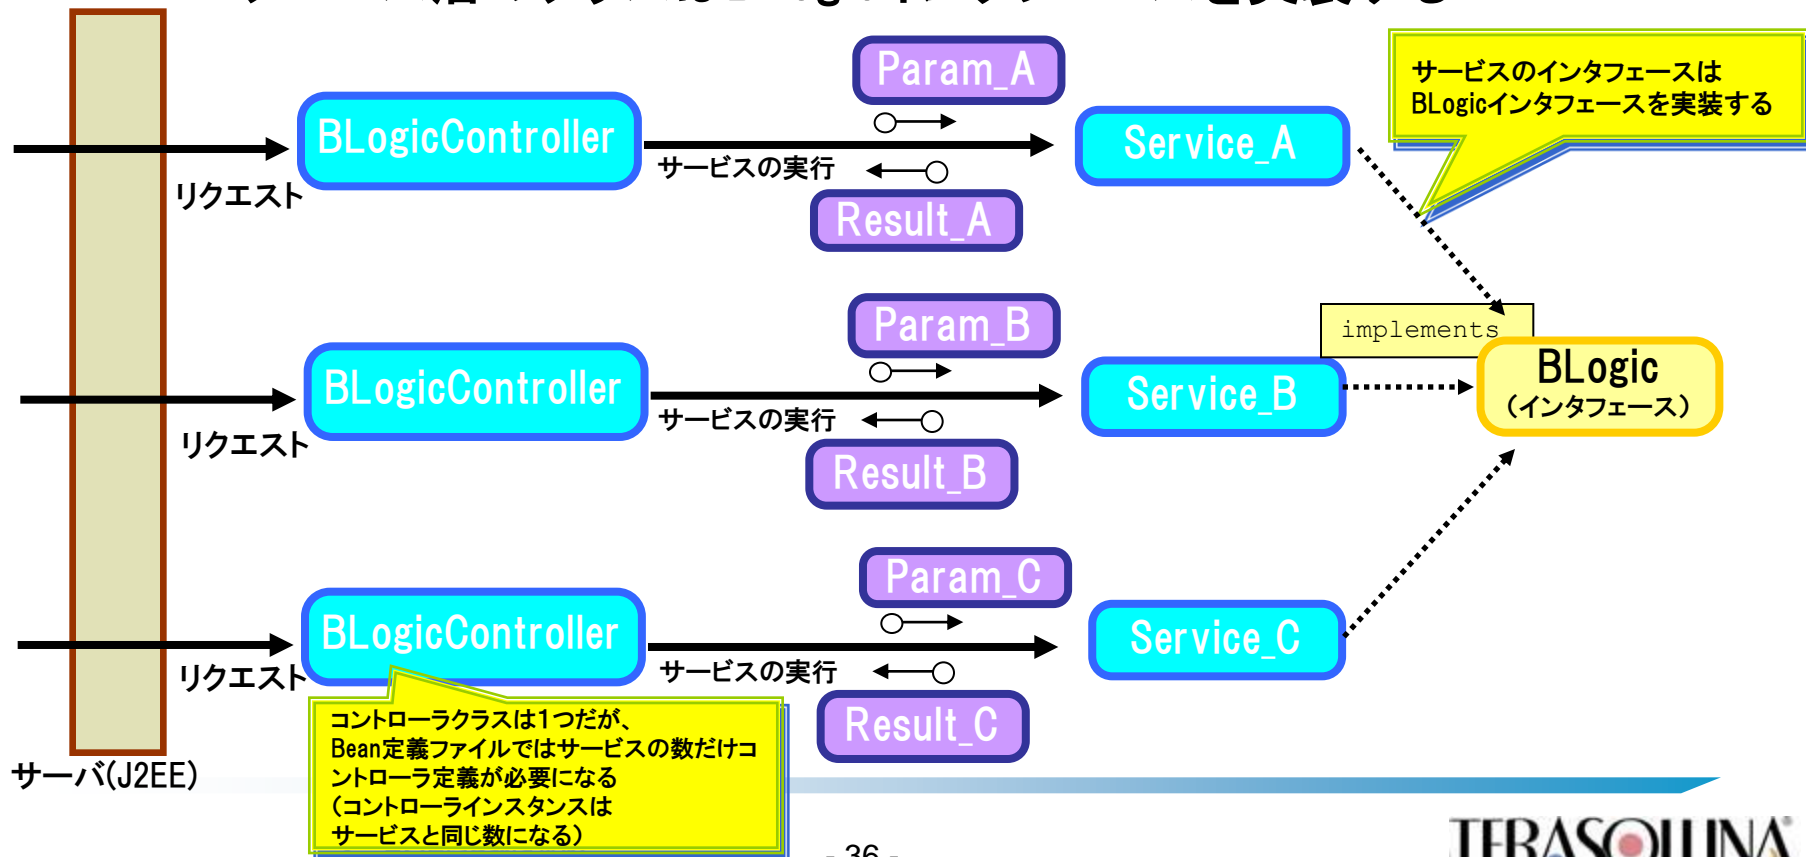 Param_A
サービスのインタフェースは
BLogicインタフェースを実装する
BLogicController
Service_A
サービスの実行
リクエスト
Result_A
Param_B
implements
BLogicController
Service_B
BLogic
(インタフェース)
サービスの実行
リクエスト
Result_B
Param_C
BLogicController
Service_C
サービスの実行
リクエスト
コントローラクラスは1つだが、
Bean定義ファイルではサービスの数だけコ
ントローラ定義が必要になる
(コントローラインスタンスは
サービスと同じ数になる)
Result_C
サーバ(J2EE)
- 36 -
TERASOLUNA